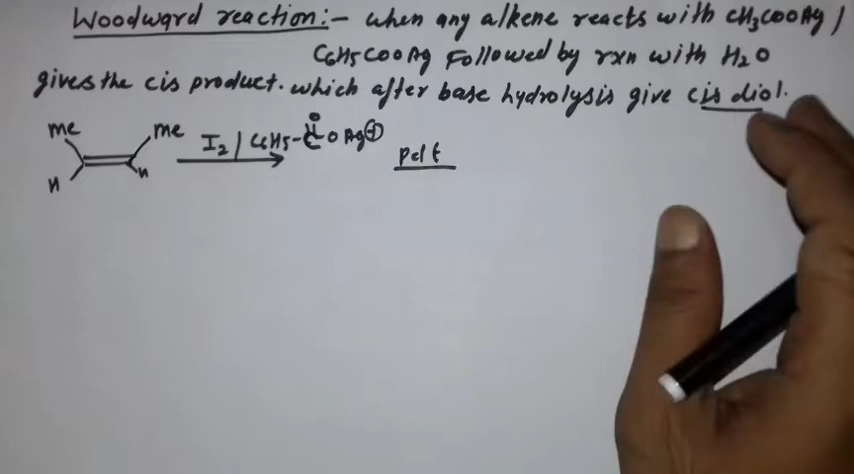 Woodward reaction:- when any alkene reacts with CH3COOAg /
C6H5COOAg Followed by rxn with H2O
gives the cis product. which after base hydrolysis give cis diol.
me me I2 / C6H5-C O Ag+ Pdt
O
H H